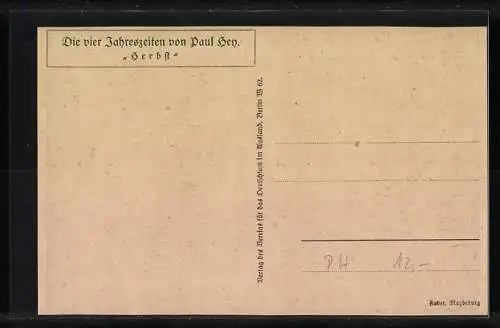 Die vier Jahreszeiten von Paul Hey.
„Herbst“
Verlag des Vereins für das Deutschtum im Ausland, Berlin W 62.
P.H. 12,-
Faber, Magdeburg